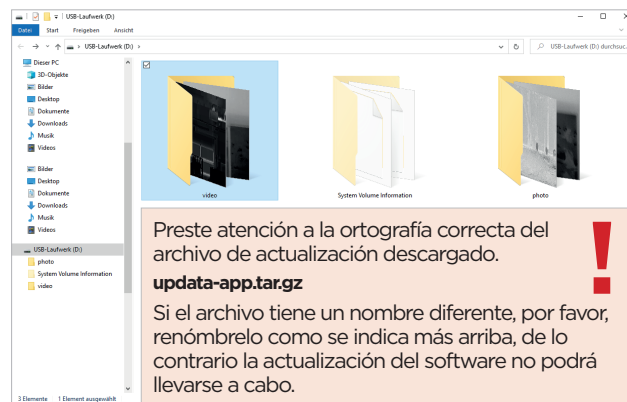 USB-Laufwerk (D:)
Datei Start Freigeben Ansicht
USB-Laufwerk (D:)
USB-Laufwerk (D:) durchsuc
Dieser PC
3D-Objekte
Bilder
Desktop
Dokumente
Downloads
Musik
Videos
Bilder
Desktop
Dokumente
Downloads
Musik
Videos
USB-Laufwerk (D:)
photo
System Volume Information
video
video
System Volume Information
photo
Preste atención a la ortografía correcta del
archivo de actualización descargado.
updata-app.tar.gz
Si el archivo tiene un nombre diferente, por favor,
renómbrelo como se indica más arriba, de lo
contrario la actualización del software no podrá
llevarse a cabo.
!
3 Elemente 1 Element ausgewählt